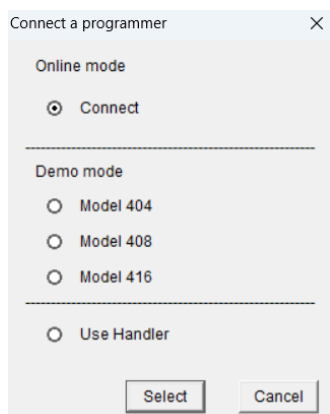 Connect a programmer
Online mode
Connect
Demo mode
Model 404
Model 408
Model 416
Use Handler
Select Cancel